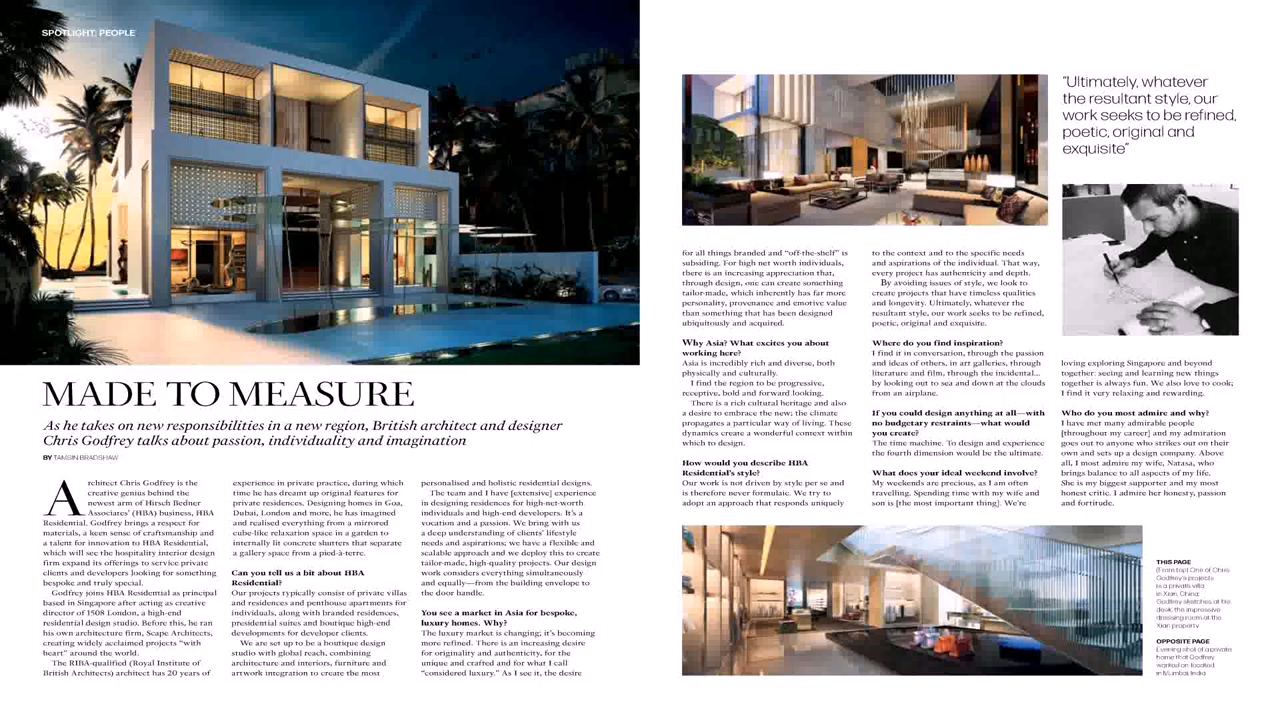 SPOTLIGHT: PEOPLE
MADE TO MEASURE
As he takes on new responsibilities in a new region, British architect and designer
Chris Godfrey talks about passion, individuality and imagination
BY TAMSIN BRADSHAW
Architect Chris Godfrey is the
creative genius behind the
newest arm of Hirsch Bedner
Associates' (HBA) business, HBA
Residential. Godfrey brings a respect for
materials, a keen sense of craftsmanship and
a talent for innovation to HBA Residential,
which will see the hospitality interior design
firm expand its offerings to service private
clients and developers looking for something
bespoke and truly special.
Godfrey joins HBA Residential as principal
based in Singapore after acting as creative
director of 1508 London, a high-end
residential design studio. Before this, he ran
his own architecture firm, Scape Architects,
creating widely acclaimed projects "with
heart" around the world.
The RIBA-qualified (Royal Institute of
British Architects) architect has 20 years of
experience in private practice, during which
time he has dreamt up original features for
private residences. Designing homes in Goa,
Dubai, London and more, he has imagined
and realised everything from a mirrored
cube-like relaxation space in a garden to
internally lit concrete shutters that separate
a gallery space from a pied-à-terre.
Can you tell us a bit about HBA
Residential?
Our projects typically consist of private villas
and residences and penthouse apartments for
individuals, along with branded residences,
presidential suites and boutique high-end
developments for developer clients.
We are set up to be a boutique design
studio with global reach, combining
architecture and interiors, furniture and
artwork integration to create the most
personalised and holistic residential designs.
The team and I have [extensive] experience
in designing residences for high-net-worth
individuals and high-end developers. It's a
vocation and a passion. We bring with us
a deep understanding of clients' lifestyle
needs and aspirations; we have a flexible and
scalable approach and we deploy this to create
tailor-made, high-quality projects. Our design
work considers everything simultaneously
and equally—from the building envelope to
the door handle.
You see a market in Asia for bespoke,
luxury homes. Why?
The luxury market is changing; it's becoming
more refined. There is an increasing desire
for originality and authenticity, for the
unique and crafted and for what I call
"considered luxury." As I see it, the desire
for all things branded and "off-the-shelf" is
subsiding. For high net worth individuals,
there is an increasing appreciation that,
through design, one can create something
tailor-made, which inherently has far more
personality, provenance and emotive value
than something that has been designed
ubiquitously and acquired.
Why Asia? What excites you about
working here?
Asia is incredibly rich and diverse, both
physically and culturally.
I find the region to be progressive,
receptive, bold and forward looking.
There is a rich cultural heritage and also
a desire to embrace the new; the climate
propagates a particular way of living. These
dynamics create a wonderful context within
which to design.
How would you describe HBA
Residential's style?
Our work is not driven by style per se and
is therefore never formulaic. We try to
adopt an approach that responds uniquely
to the context and to the specific needs
and aspirations of the individual. That way,
every project has authenticity and depth.
By avoiding issues of style, we look to
create projects that have timeless qualities
and longevity. Ultimately, whatever the
resultant style, our work seeks to be refined,
poetic, original and exquisite.
Where do you find inspiration?
I find it in conversation, through the passion
and ideas of others, in art galleries, through
literature and film, through the incidental...
by looking out to sea and down at the clouds
from an airplane.
If you could design anything at all—with
no budgetary restraints—what would
you create?
The time machine. To design and experience
the fourth dimension would be the ultimate.
What does your ideal weekend involve?
My weekends are precious, as I am often
travelling. Spending time with my wife and
son is [the most important thing]. We're
"Ultimately, whatever
the resultant style, our
work seeks to be refined,
poetic, original and
exquisite"
loving exploring Singapore and beyond
together: seeing and learning new things
together is always fun. We also love to cook;
I find it very relaxing and rewarding.
Who do you most admire and why?
I have met many admirable people
[throughout my career] and my admiration
goes out to anyone who strikes out on their
own and sets up a design company. Above
all, I most admire my wife, Natasa, who
brings balance to all aspects of my life.
She is my biggest supporter and my most
honest critic. I admire her honesty, passion
and fortitude.
THIS PAGE
(From top) One of Chris
Godfrey's projects
is a private villa
in Xian, China;
Godfrey sketches at his
desk; the impressive
dressing room at the
Xian property
OPPOSITE PAGE
Evening shot of a private
home that Godfrey
worked on, located
in Mumbai, India